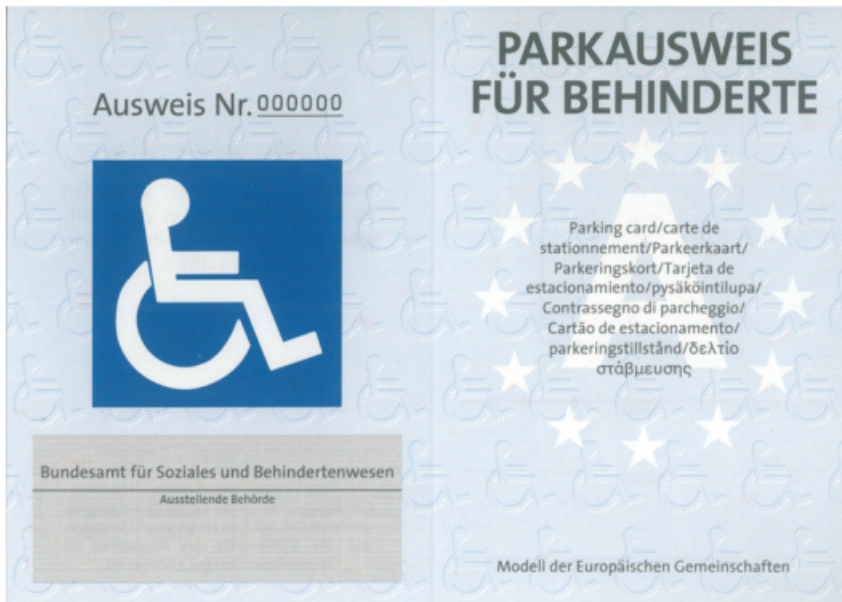 Ausweis Nr. 000000
Bundesamt für Soziales und Behindertenwesen
Ausstellende Behörde
PARKAUSWEIS
FÜR BEHINDERTE
A
Parking card/carte de
stationnement/Parkeerkaart/
Parkeringskort/Tarjeta de
estacionamiento/pysäköintilupa/
Contrassegno di parcheggio/
Cartão de estacionamento/
parkeringstillstånd/δελτίο
στάβμευσης
Modell der Europäischen Gemeinschaften